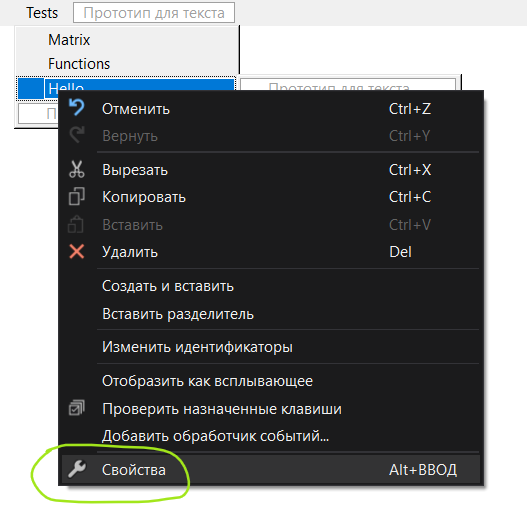 Tests Прототип для текста
Matrix
Functions
Hello Прототип для текста
Отменить Ctrl+Z
Вернуть Ctrl+Y
Вырезать Ctrl+X
Копировать Ctrl+C
Вставить Ctrl+V
Удалить Del
Создать и вставить
Вставить разделитель
Изменить идентификаторы
Отобразить как всплывающее
Проверить назначенные клавиши
Добавить обработчик событий...
Свойства Alt+ВВОД